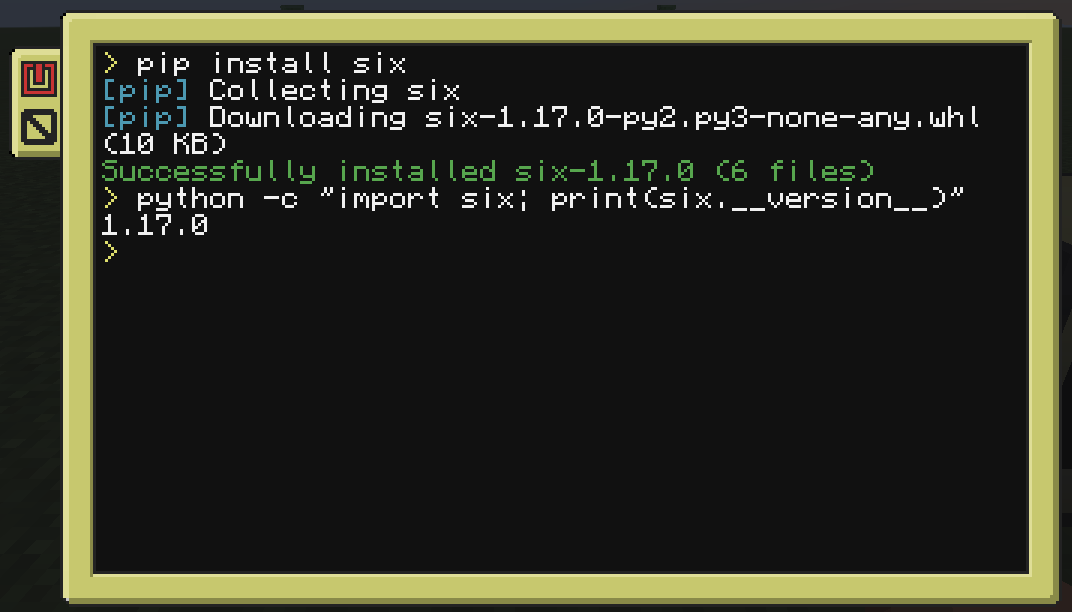 > pip install six
[pip] Collecting six
[pip] Downloading six-1.17.0-py2.py3-none-any.whl
(10 KB)
Successfully installed six-1.17.0 (6 files)
> python -c "import six; print(six.__version__)"
1.17.0
>